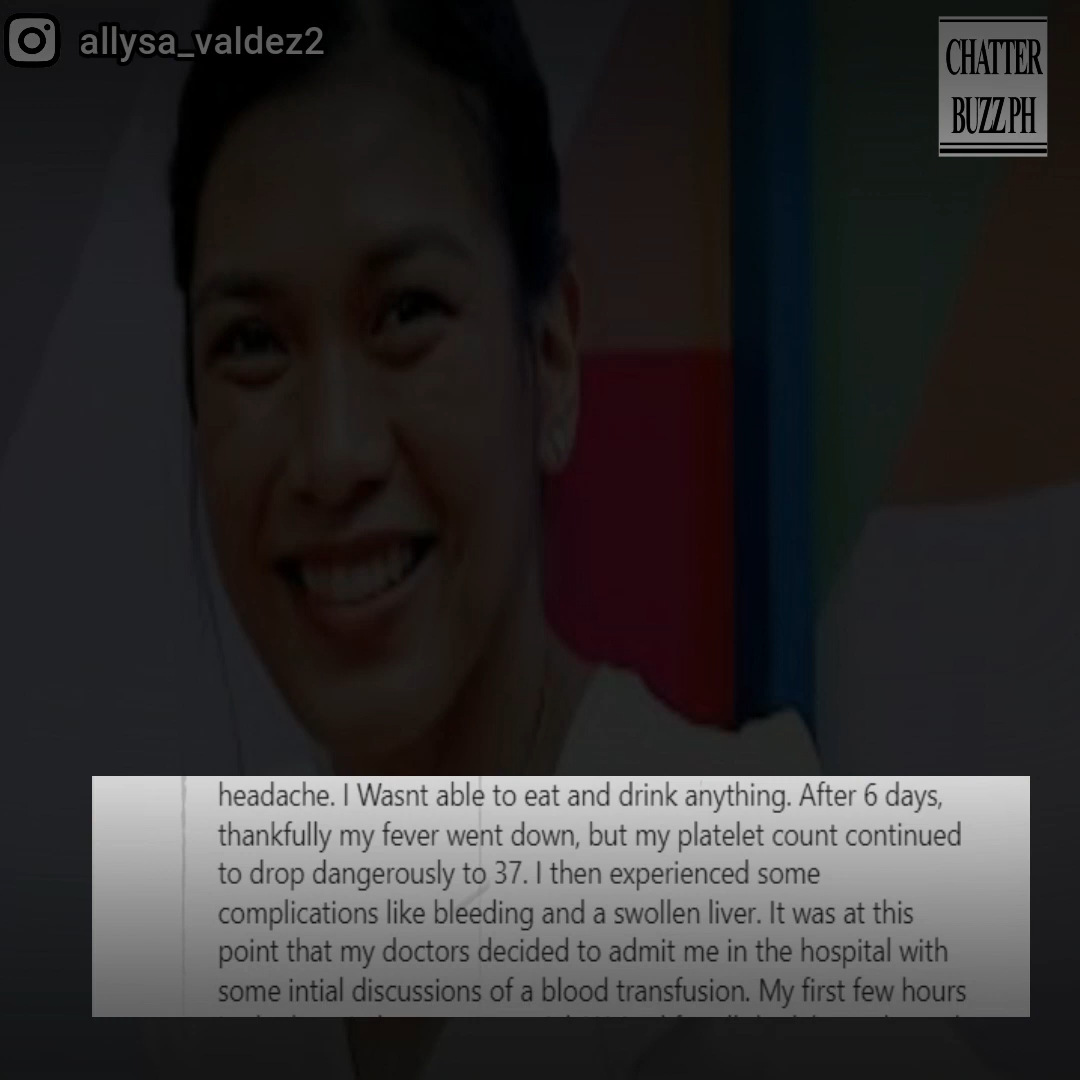 allysa_valdez2
CHATTER
BUZZ PH
headache. I Wasnt able to eat and drink anything. After 6 days,
thankfully my fever went down, but my platelet count continued
to drop dangerously to 37. I then experienced some
complications like bleeding and a swollen liver. It was at this
point that my doctors decided to admit me in the hospital with
some intial discussions of a blood transfusion. My first few hours